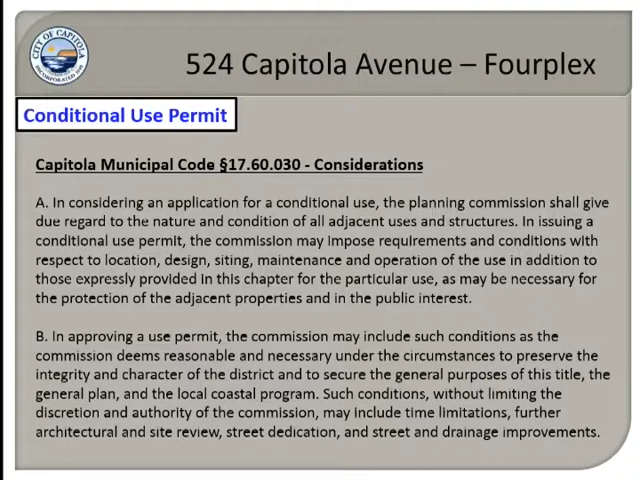 CITY OF CAPITOLA
INCORPORATED 1949
524 Capitola Avenue – Fourplex
Conditional Use Permit
Capitola Municipal Code §17.60.030 - Considerations
A. In considering an application for a conditional use, the planning commission shall give
due regard to the nature and condition of all adjacent uses and structures. In issuing a
conditional use permit, the commission may impose requirements and conditions with
respect to location, design, siting, maintenance and operation of the use in addition to
those expressly provided in this chapter for the particular use, as may be necessary for
the protection of the adjacent properties and in the public interest.
B. In approving a use permit, the commission may include such conditions as the
commission deems reasonable and necessary under the circumstances to preserve the
integrity and character of the district and to secure the general purposes of this title, the
general plan, and the local coastal program. Such conditions, without limiting the
discretion and authority of the commission, may include time limitations, further
architectural and site review, street dedication, and street and drainage improvements.